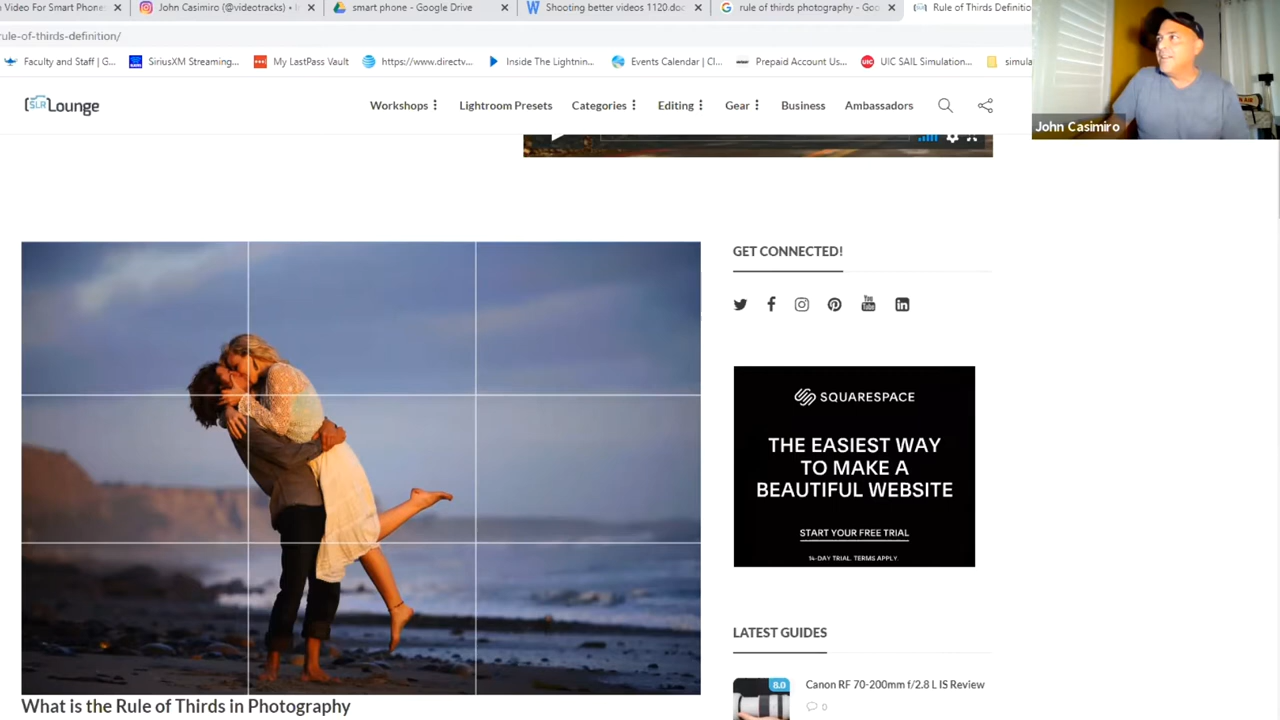 Video For Smart Phone
John Casimiro (@videotracks) •
smart phone - Google Drive
Shooting better videos 1120.doc
rule of thirds photography - Goo
Rule of Thirds Definitio
rule-of-thirds-definition/
Faculty and Staff | G...
SiriusXM Streaming...
My LastPass Vault
https://www.directv...
Inside The Lightnin...
Events Calendar | Cl...
Prepaid Account Us...
UIC SAIL Simulation...
simula
John Casimiro
SLR Lounge
Workshops
Lightroom Presets
Categories
Editing
Gear
Business
Ambassadors
GET CONNECTED!
You Tube
SQUARESPACE
THE EASIEST WAY
TO MAKE A
BEAUTIFUL WEBSITE
START YOUR FREE TRIAL
14-DAY TRIAL. TERMS APPLY.
LATEST GUIDES
8.0
Canon RF 70-200mm f/2.8 L IS Review
0
What is the Rule of Thirds in Photography